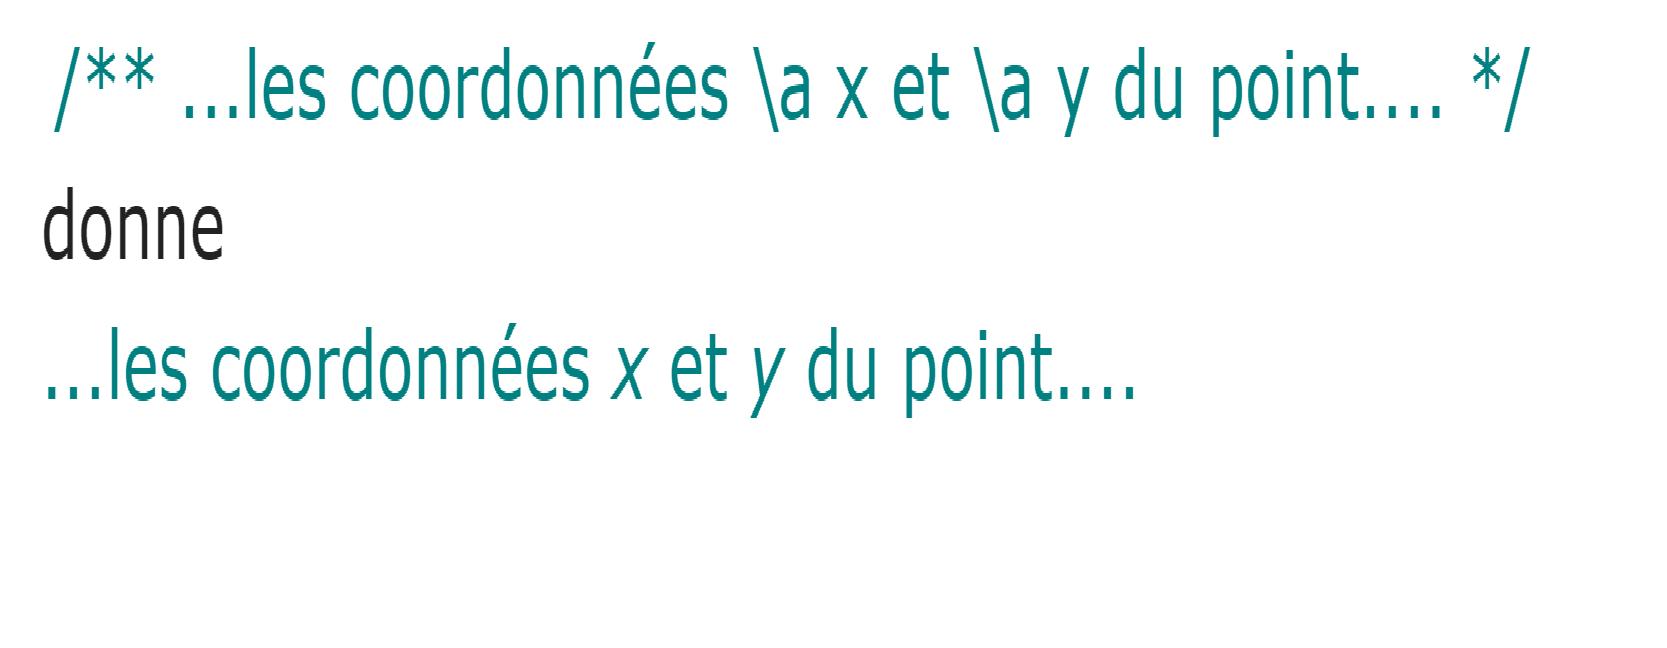 /** ...les coordonnées \a x et \a y du point.... */
donne
...les coordonnées x et y du point....